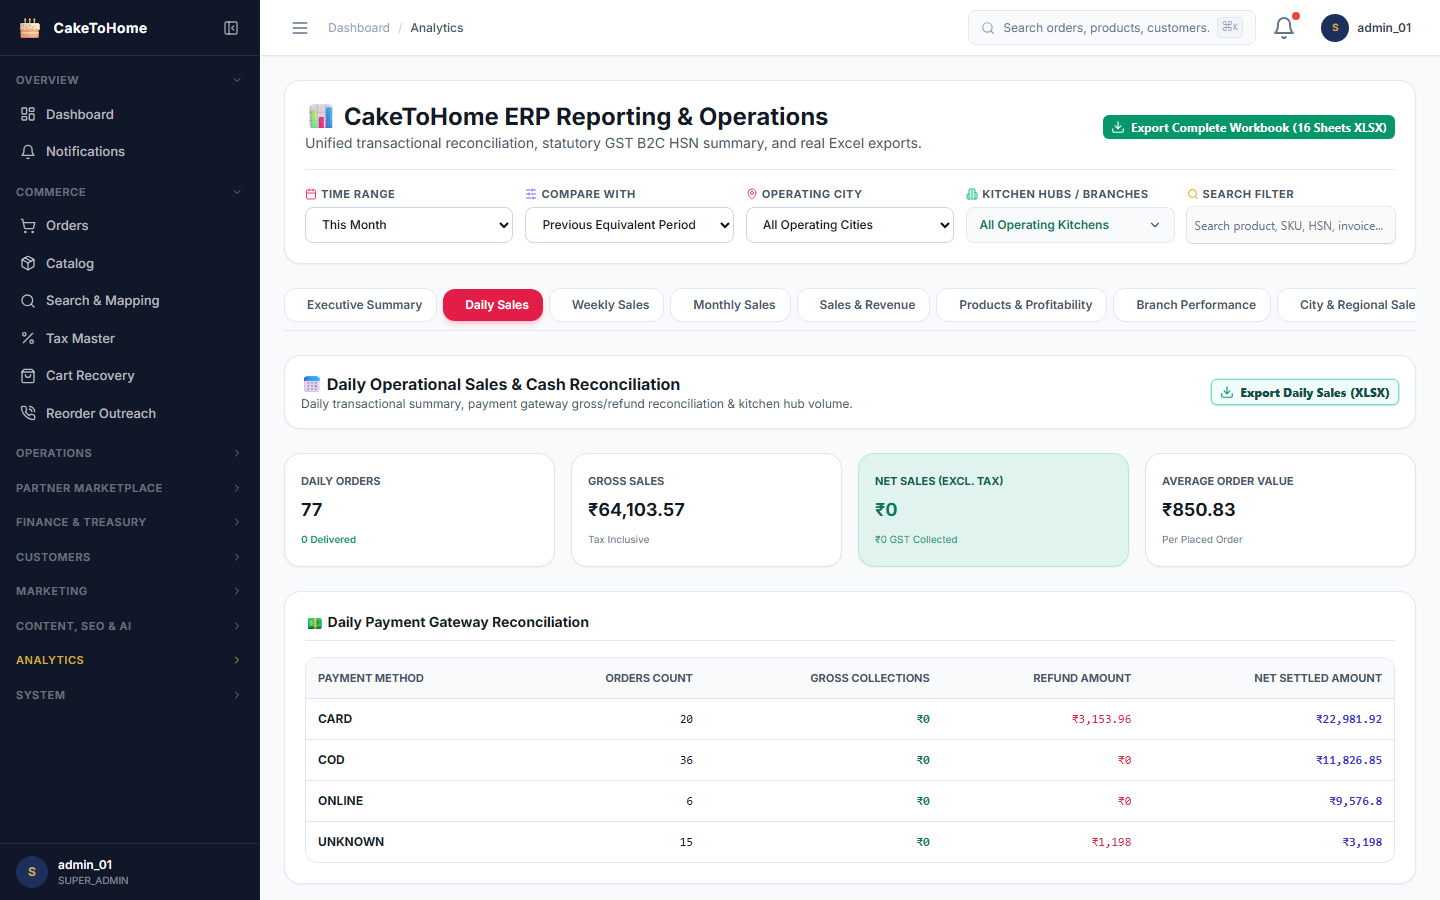 CakeToHome
Dashboard / Analytics
Search orders, products, customers. ⌘K
S admin_01
OVERVIEW
Dashboard
Notifications
COMMERCE
Orders
Catalog
Search & Mapping
Tax Master
Cart Recovery
Reorder Outreach
OPERATIONS
PARTNER MARKETPLACE
FINANCE & TREASURY
CUSTOMERS
MARKETING
CONTENT, SEO & AI
ANALYTICS
SYSTEM
S admin_01
SUPER_ADMIN
CakeToHome ERP Reporting & Operations
Unified transactional reconciliation, statutory GST B2C HSN summary, and real Excel exports.
Export Complete Workbook (16 Sheets XLSX)
TIME RANGE COMPARE WITH OPERATING CITY KITCHEN HUBS / BRANCHES SEARCH FILTER
This Month Previous Equivalent Period All Operating Cities All Operating Kitchens Search product, SKU, HSN, invoice...
Executive Summary Daily Sales Weekly Sales Monthly Sales Sales & Revenue Products & Profitability Branch Performance City & Regional Sale
Daily Operational Sales & Cash Reconciliation
Daily transactional summary, payment gateway gross/refund reconciliation & kitchen hub volume.
Export Daily Sales (XLSX)
DAILY ORDERS
77
0 Delivered
GROSS SALES
₹64,103.57
Tax Inclusive
NET SALES (EXCL. TAX)
₹0
₹0 GST Collected
AVERAGE ORDER VALUE
₹850.83
Per Placed Order
Daily Payment Gateway Reconciliation
PAYMENT METHOD ORDERS COUNT GROSS COLLECTIONS REFUND AMOUNT NET SETTLED AMOUNT
CARD 20 ₹0 ₹3,153.96 ₹22,981.92
COD 36 ₹0 ₹0 ₹11,826.85
ONLINE 6 ₹0 ₹0 ₹9,576.8
UNKNOWN 15 ₹0 ₹1,198 ₹3,198